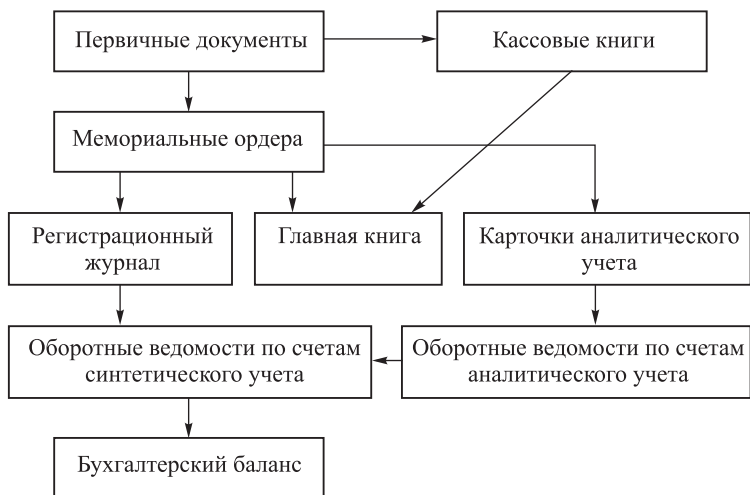 Первичные документы
Кассовые книги
Мемориальные ордера
Регистрационный
журнал
Главная книга
Карточки аналитического
учета
Оборотные ведомости по счетам
синтетического учета
Оборотные ведомости по счетам
аналитического учета
Бухгалтерский баланс